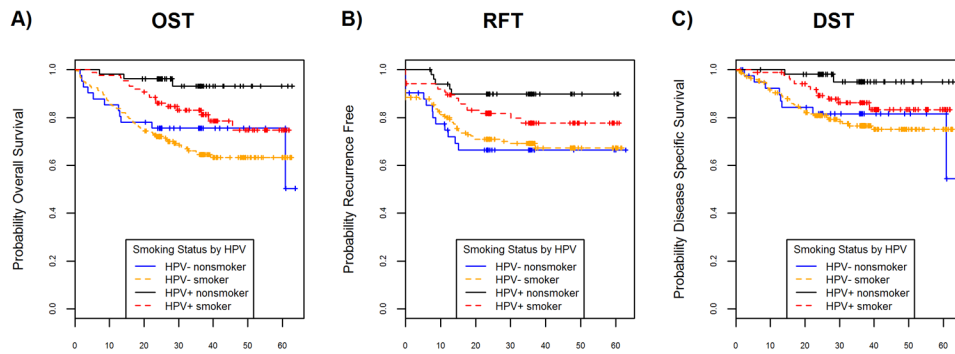 A) OST
Probability Overall Survival
1.0
0.8
0.6
0.4
0.2
0.0
Smoking Status by HPV
HPV- nonsmoker
HPV- smoker
HPV+ nonsmoker
HPV+ smoker
0 10 20 30 40 50 60
B) RFT
Probability Recurrence Free
1.0
0.8
0.6
0.4
0.2
0.0
Smoking Status by HPV
HPV- nonsmoker
HPV- smoker
HPV+ nonsmoker
HPV+ smoker
0 10 20 30 40 50 60
C) DST
Probability Disease Specific Survival
1.0
0.8
0.6
0.4
0.2
0.0
Smoking Status by HPV
HPV- nonsmoker
HPV- smoker
HPV+ nonsmoker
HPV+ smoker
0 10 20 30 40 50 60